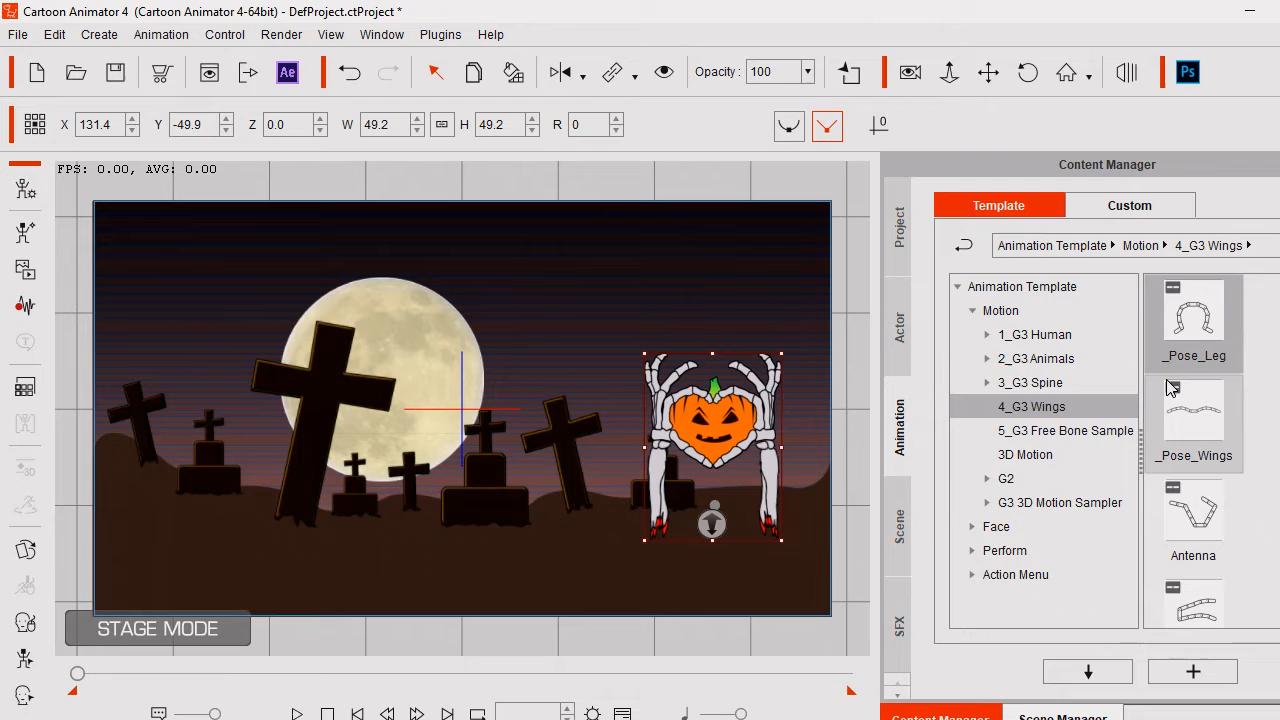 Cartoon Animator 4 (Cartoon Animator 4-64bit) - DefProject.ctProject *
File Edit Create Animation Control Render View Window Plugins Help
Ae Opacity: 100 Ps
X 131.4 Y -49.9 Z 0.0 W 49.2 H 49.2 R 0 0
FPS: 0.00, AVG: 0.00
Content Manager
Template Custom
Animation Template Motion 4_G3 Wings
Project
Actor
Animation
Scene
SFX
Animation Template
Motion
1_G3 Human
2_G3 Animals
3_G3 Spine
4_G3 Wings
5_G3 Free Bone Sample
3D Motion
G2
G3 3D Motion Sampler
Face
Perform
Action Menu
_Pose_Leg
_Pose_Wings
Antenna
STAGE MODE
Content Manager Scene Manager